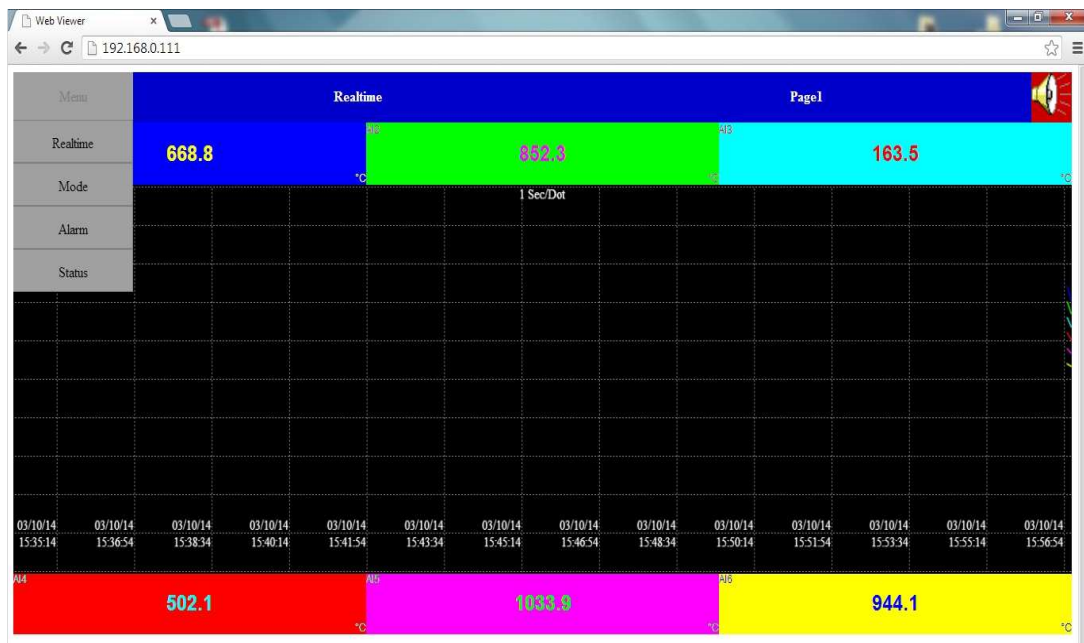 Web Viewer
192.168.0.111
Menu
Realtime
Page1
Realtime
Mode
Alarm
Status
668.8
°C
AI2
852.3
°C
AI3
163.5
°C
1 Sec/Dot
03/10/14 03/10/14 03/10/14 03/10/14 03/10/14 03/10/14 03/10/14 03/10/14 03/10/14 03/10/14 03/10/14 03/10/14 03/10/14 03/10/14
15:35:14 15:36:54 15:38:34 15:40:14 15:41:54 15:43:34 15:45:14 15:46:54 15:48:34 15:50:14 15:51:54 15:53:34 15:55:14 15:56:54
AI4
502.1
°C
AI5
1033.9
°C
AI6
944.1
°C